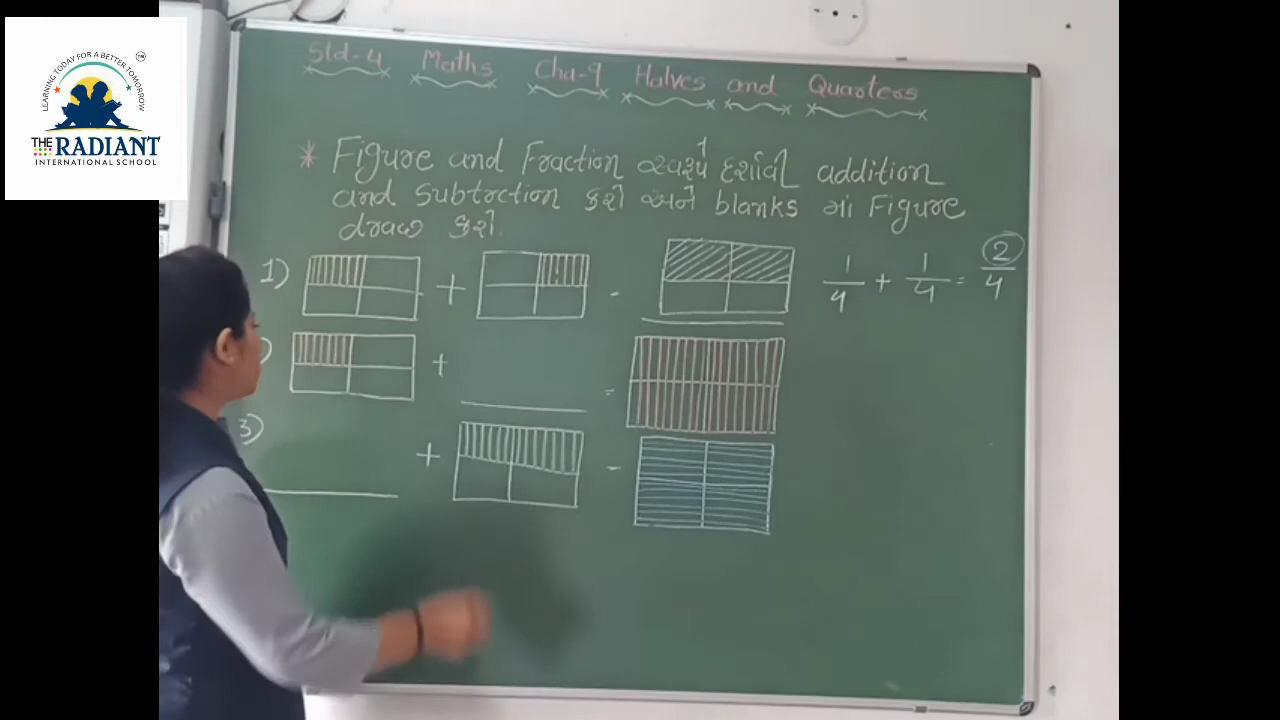 LEARNING TODAY FOR A BETTER TOMORROW
TM
THE RADIANT
INTERNATIONAL SCHOOL
Std-4 Maths Cha-9 Halves and Quarters
* Figure and Fraction સ્વરૂપે દર્શાવી addition
and Subtrction કરો અને blanks માં Figure
draw કરો.
1) + - 1/4 + 1/4 = 2/4
) + =
3) + -